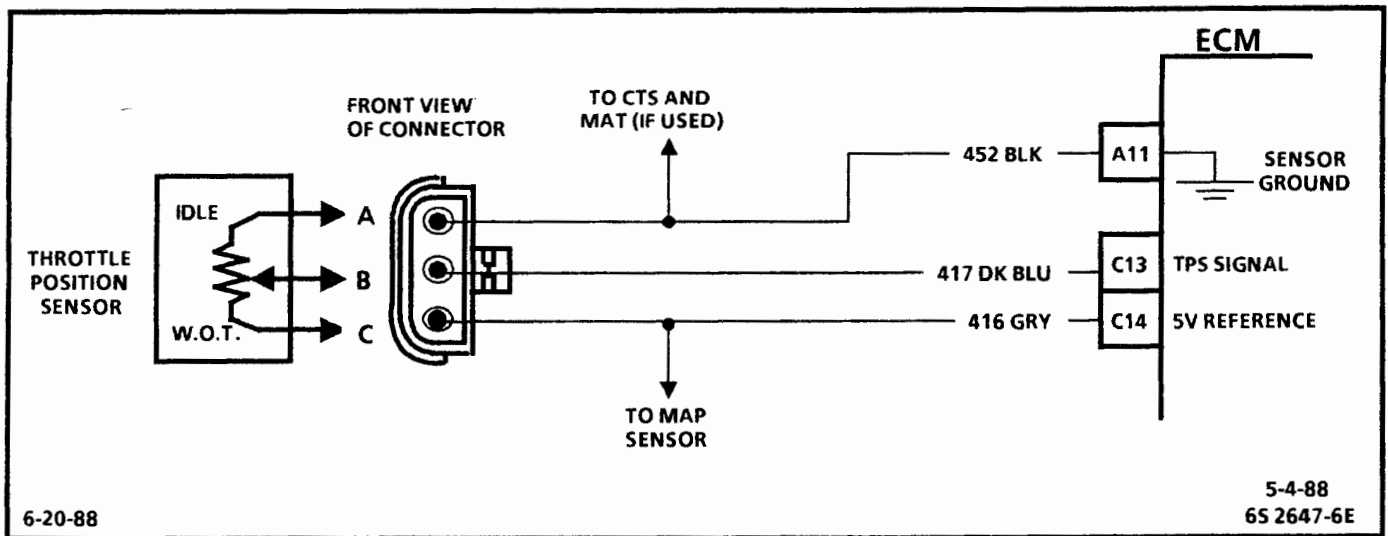 ECM
FRONT VIEW
OF CONNECTOR
TO CTS AND
MAT (IF USED)
452 BLK
A11
SENSOR
GROUND
IDLE
A
THROTTLE
POSITION
SENSOR
B
417 DK BLU
C13
TPS SIGNAL
W.O.T.
C
416 GRY
C14
5V REFERENCE
TO MAP
SENSOR
6-20-88
5-4-88
6S 2647-6E